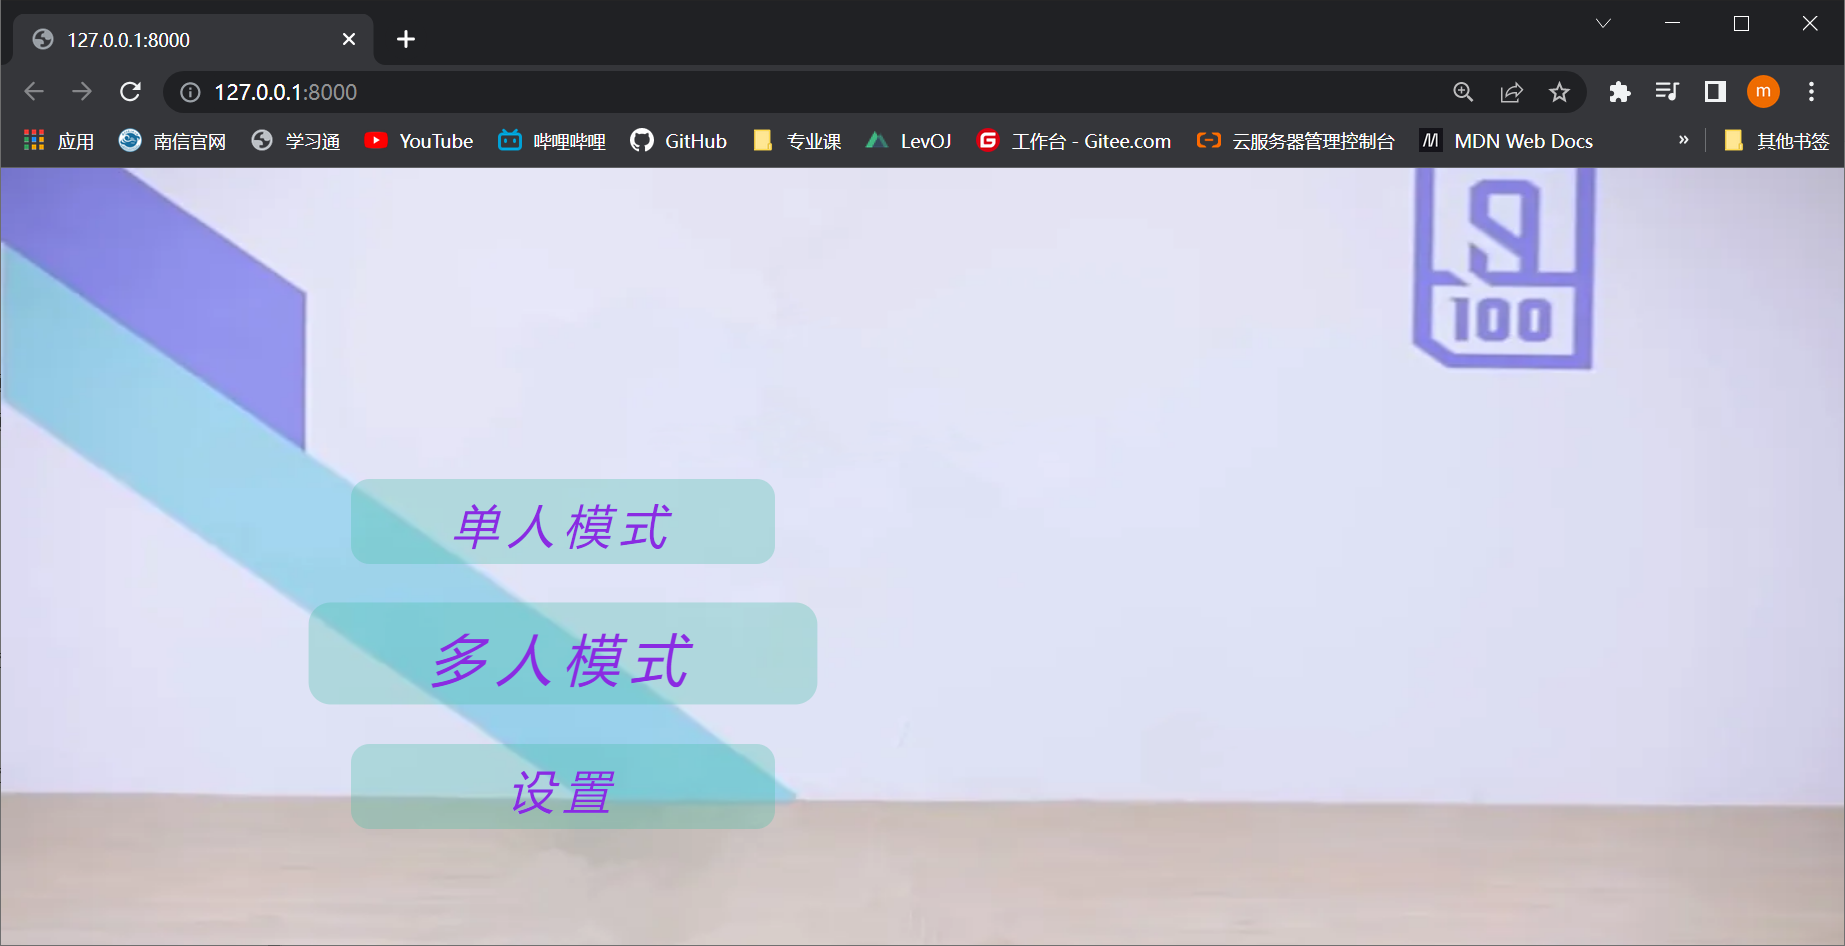 127.0.0.1:8000
127.0.0.1:8000
m
应用 南信官网 学习通 YouTube 哔哩哔哩 GitHub 专业课 LevOJ 工作台 - Gitee.com 云服务器管理控制台 MDN Web Docs » 其他书签
100
单人模式
多人模式
设置